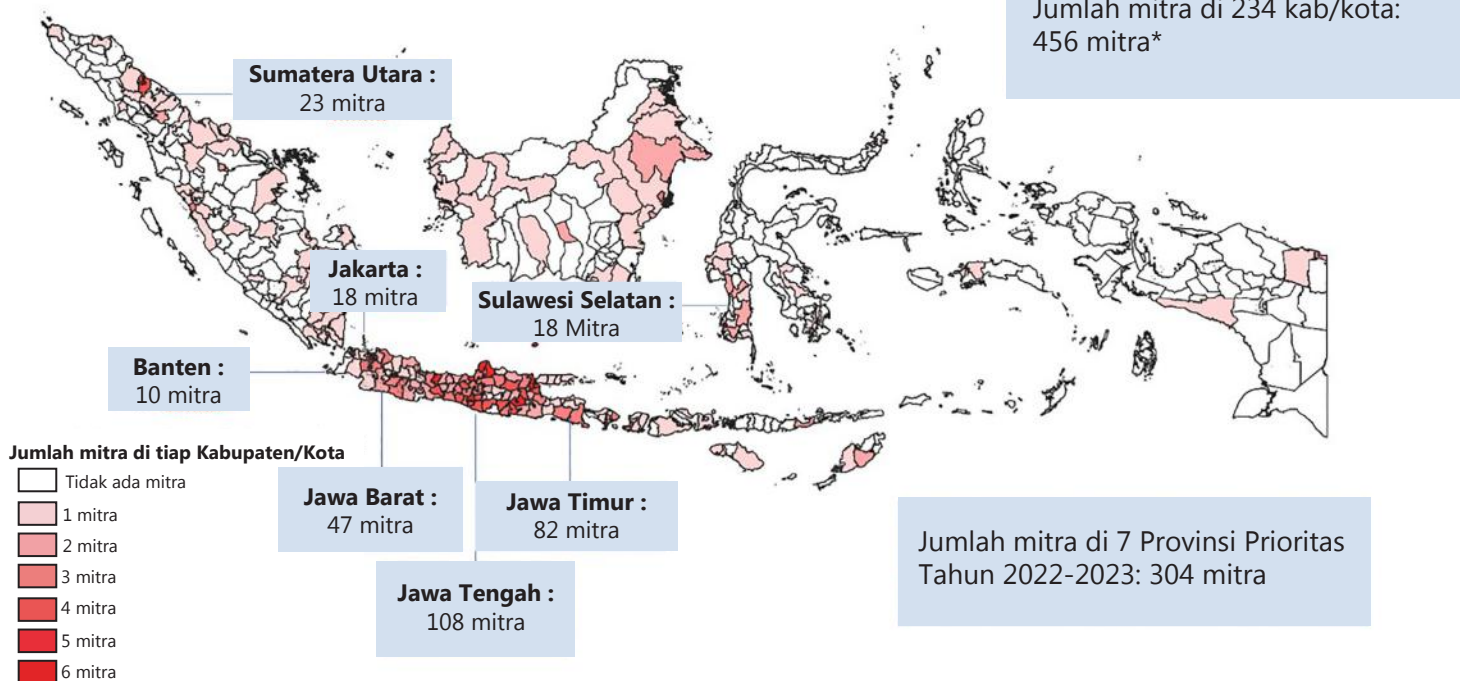 Jumlah mitra di 234 kab/kota:
456 mitra*
Sumatera Utara :
23 mitra
Jakarta :
18 mitra
Sulawesi Selatan :
18 Mitra
Banten :
10 mitra
Jumlah mitra di tiap Kabupaten/Kota
Tidak ada mitra
1 mitra
2 mitra
3 mitra
4 mitra
5 mitra
6 mitra
Jawa Barat :
47 mitra
Jawa Timur :
82 mitra
Jawa Tengah :
108 mitra
Jumlah mitra di 7 Provinsi Prioritas
Tahun 2022-2023: 304 mitra